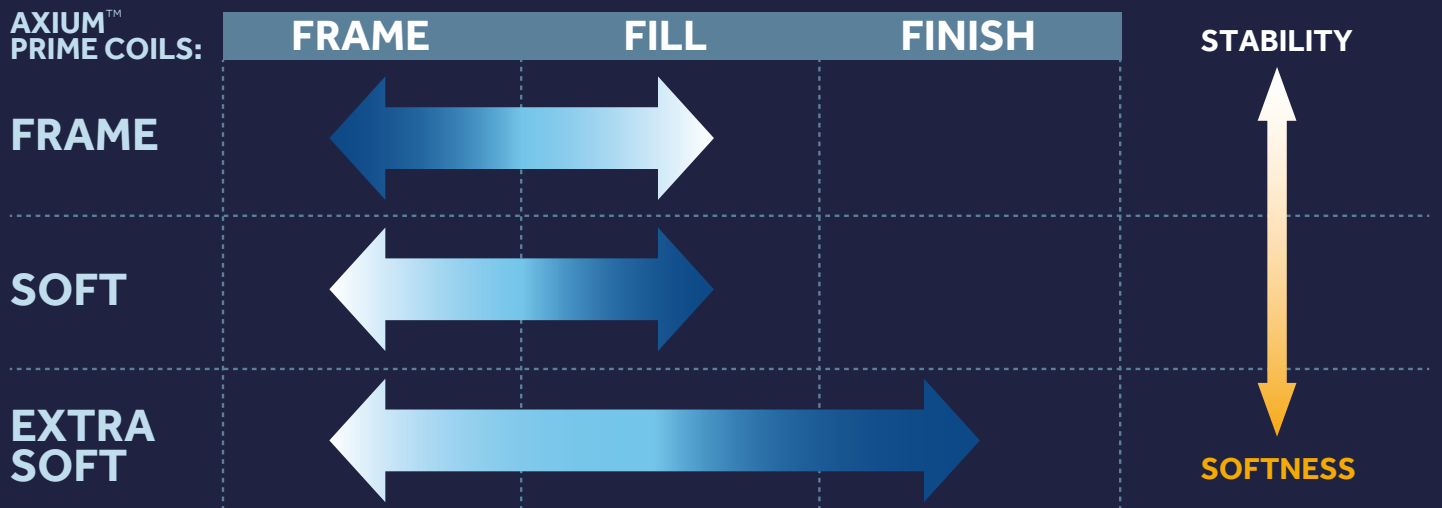 AXIUM™
PRIME COILS:
FRAME
FILL
FINISH
STABILITY
FRAME
SOFT
EXTRA
SOFT
SOFTNESS